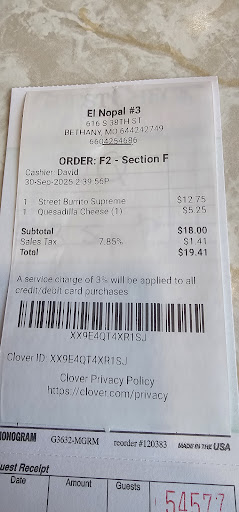 El Nopal #3
616 S 38TH ST
BETHANY, MO 644242749
6604254686
ORDER: F2 - Section F
Cashier: David
30-Sep-2025 2:39:56P
1 Street Burrito Supreme $12.75
1 Quesadilla Cheese (1) $5.25
Subtotal $18.00
Sales Tax 7.85% $1.41
Total $19.41
A service charge of 3% will be applied to all
credit/debit card purchases.
XX9E4QT4XR1SJ
Clover ID: XX9E4QT4XR1SJ
Clover Privacy Policy
https://clover.com/privacy
MONOGRAM G3632-MGRM reorder #120383 MADE IN THE USA
uest Receipt
Date Amount Guests
54577